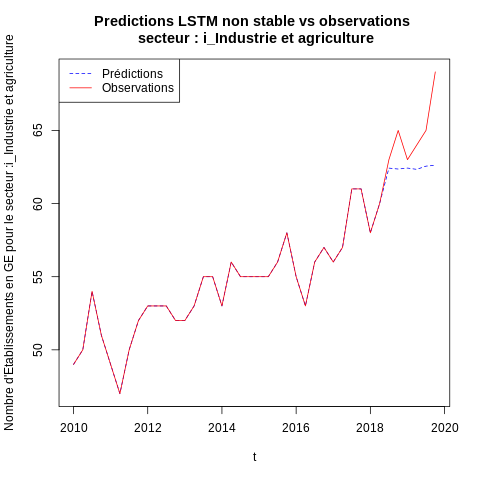 Predictions LSTM non stable vs observations
secteur : i_Industrie et agriculture
Nombre d'Etablissements en GE pour le secteur :i_Industrie et agriculture
Prédictions
Observations
65
60
55
50
2010 2012 2014 2016 2018 2020
t